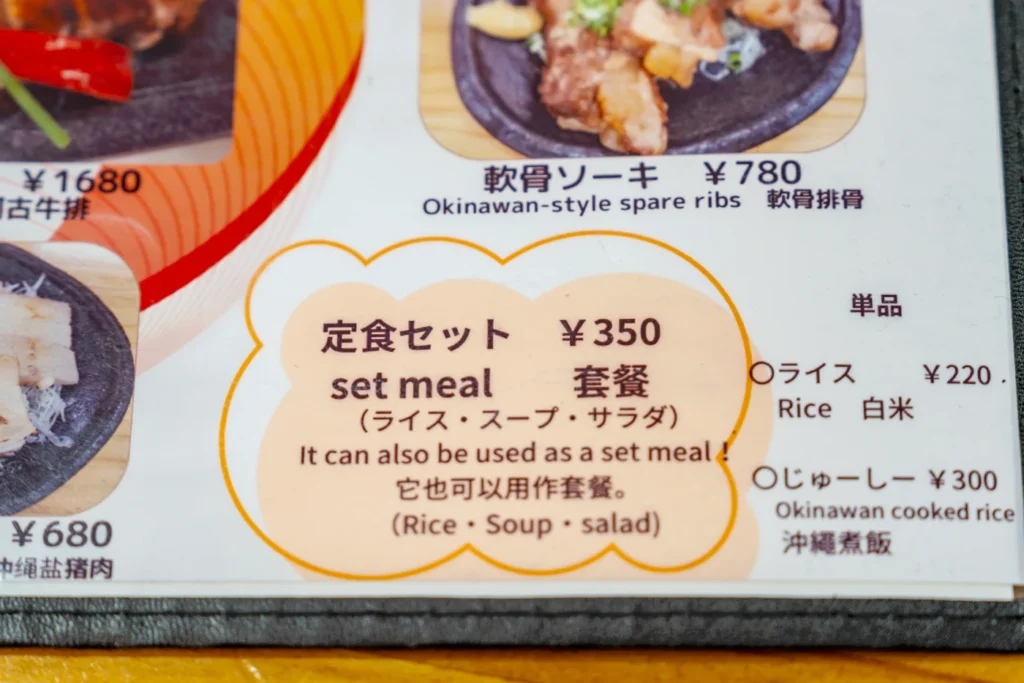 ￥1680
古牛排
軟骨ソーキ ￥780
Okinawan-style spare ribs 軟骨排骨
￥680
沖绳盐猪肉
定食セット ￥350
set meal 套餐
（ライス・スープ・サラダ）
It can also be used as a set meal！
它也可以用作套餐。
（Rice・Soup・salad）
単品
〇ライス ￥220.
Rice 白米
〇じゅーしー ￥300
Okinawan cooked rice
沖繩煮飯